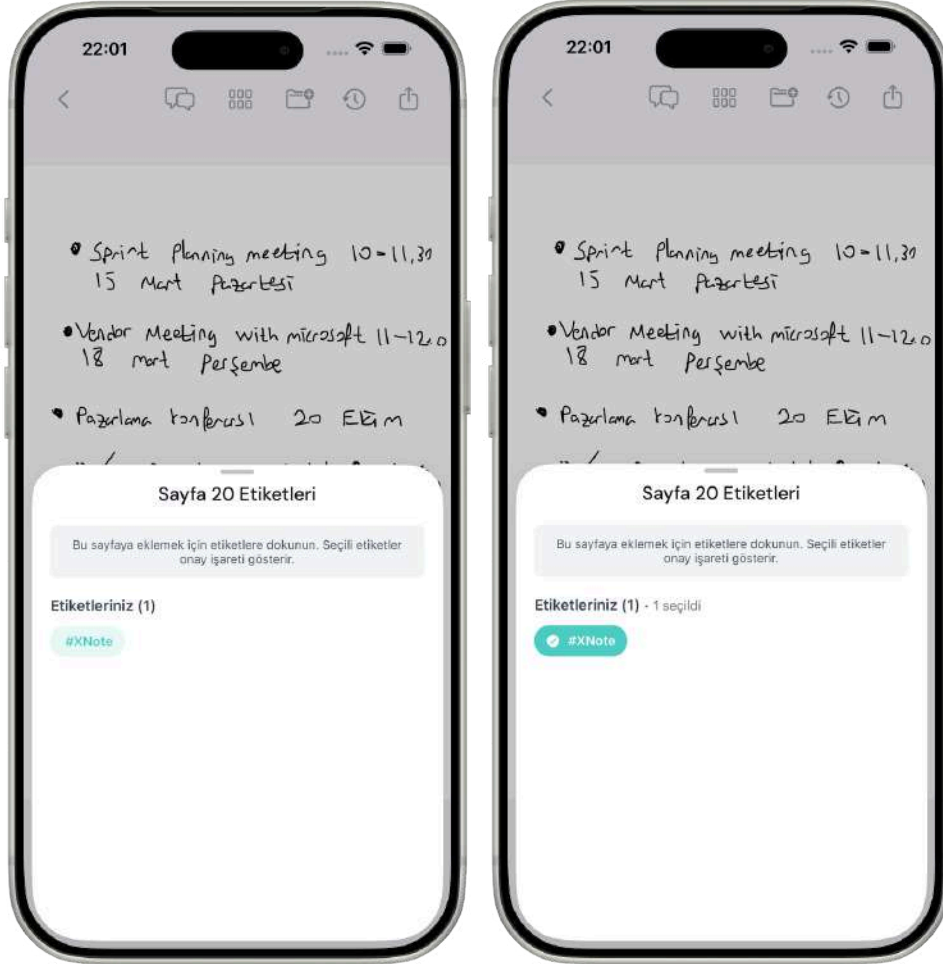 22:01
• Sprint Planning meeting 10-11,30
15 Mart Pazartesi
• Vendor Meeting with microsoft 11-12.0
18 mart Perşembe
• Pazarlama konferansı 20 Ekim
Sayfa 20 Etiketleri
Bu sayfaya eklemek için etiketlere dokunun. Seçili etiketler
onay işareti gösterir.
Etiketleriniz (1)
#XNote
22:01
• Sprint Planning meeting 10-11,30
15 Mart Pazartesi
• Vendor Meeting with microsoft 11-12.0
18 mart Perşembe
• Pazarlama konferansı 20 Ekim
Sayfa 20 Etiketleri
Bu sayfaya eklemek için etiketlere dokunun. Seçili etiketler
onay işareti gösterir.
Etiketleriniz (1) • 1 seçildi
#XNote